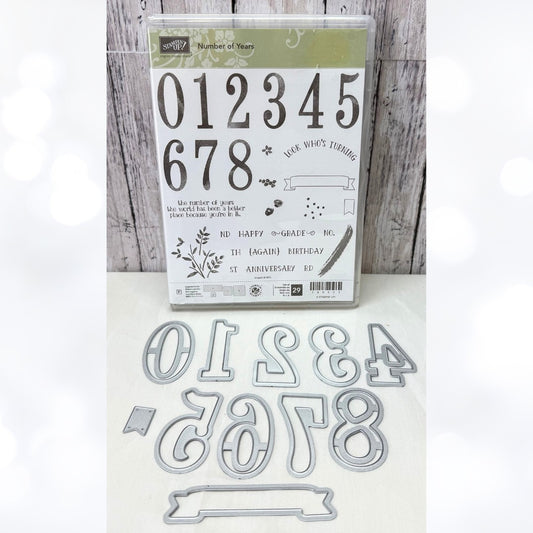 STAMPIN' UP!
Number of Years
012345
678
LOOK WHO'S TURNING
the number of years
the world has been a better
place because you're in it.
ND HAPPY GRADE NO.
TH (AGAIN) BIRTHDAY
ST ANNIVERSARY RD
29
0 1 2 3 4
5 6 7 8